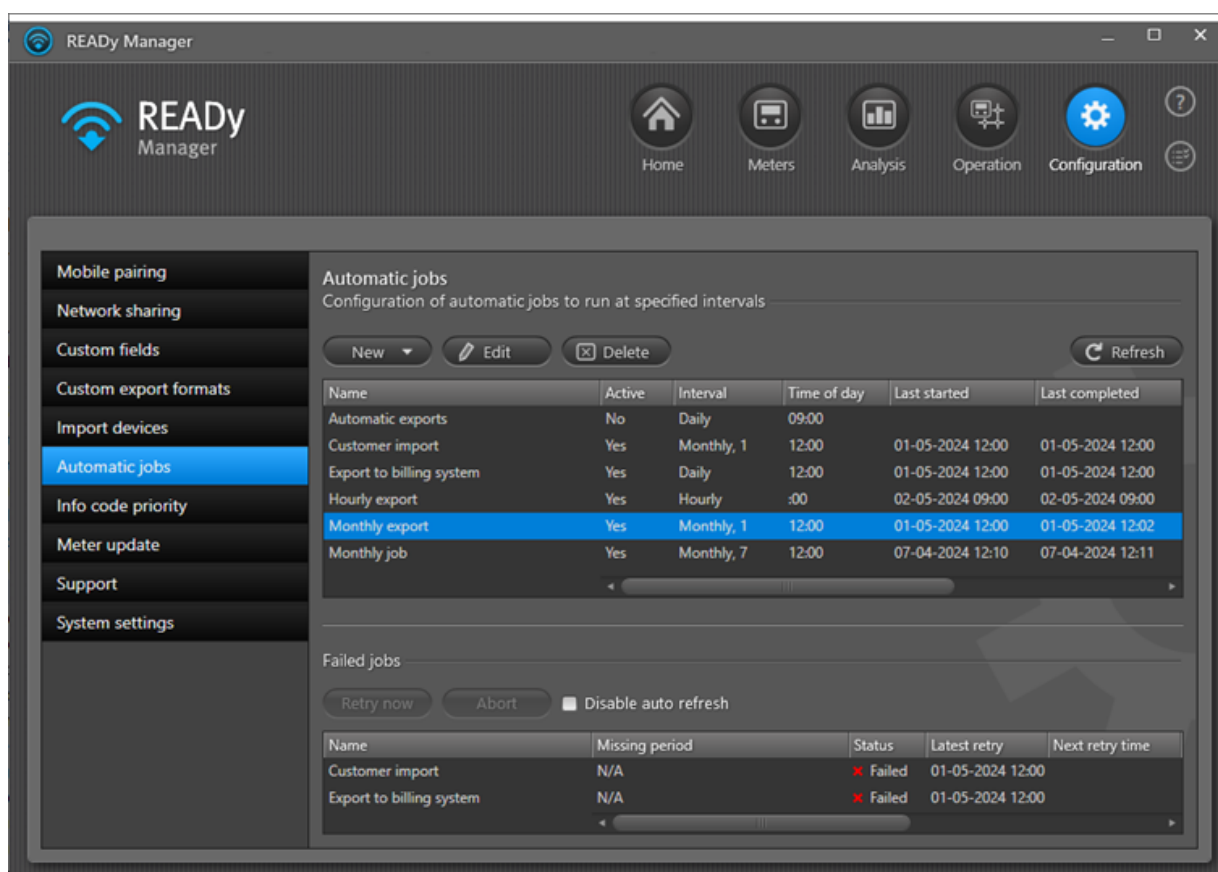 READy Manager
READy
Manager
Home Meters Analysis Operation Configuration
Mobile pairing
Network sharing
Custom fields
Custom export formats
Import devices
Automatic jobs
Info code priority
Meter update
Support
System settings
Automatic jobs
Configuration of automatic jobs to run at specified intervals
New Edit Delete Refresh
Name Active Interval Time of day Last started Last completed
Automatic exports No Daily 09:00
Customer import Yes Monthly, 1 12:00 01-05-2024 12:00 01-05-2024 12:00
Export to billing system Yes Daily 12:00 01-05-2024 12:00 01-05-2024 12:00
Hourly export Yes Hourly :00 02-05-2024 09:00 02-05-2024 09:00
Monthly export Yes Monthly, 1 12:00 01-05-2024 12:00 01-05-2024 12:02
Monthly job Yes Monthly, 7 12:00 07-04-2024 12:10 07-04-2024 12:11
Failed jobs
Retry now Abort Disable auto refresh
Name Missing period Status Latest retry Next retry time
Customer import N/A Failed 01-05-2024 12:00
Export to billing system N/A Failed 01-05-2024 12:00